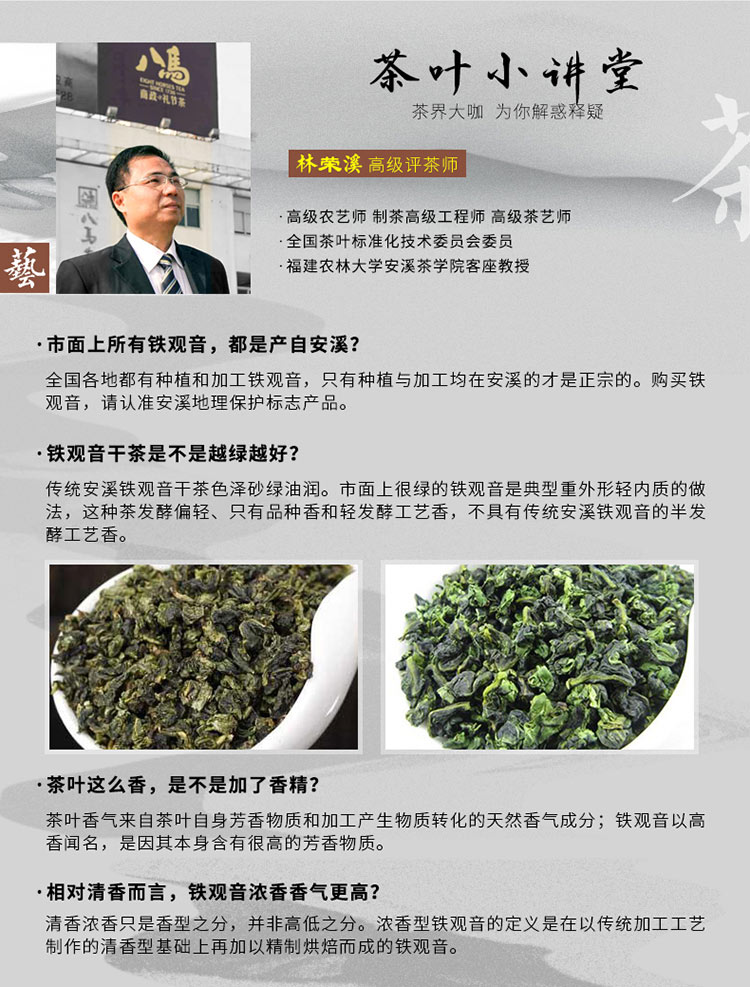 八馬
EIGHT HORSES TEA
SINCE 1736
商政·礼节茶
八馬
茶叶小讲堂
茶界大咖 为你解惑释疑
茶
林荣溪 高级评茶师
·高级农艺师 制茶高级工程师 高级茶艺师
·全国茶叶标准化技术委员会委员
·福建农林大学安溪茶学院客座教授
藝
·市面上所有铁观音，都是产自安溪？
全国各地都有种植和加工铁观音，只有种植与加工均在安溪的才是正宗的。购买铁
观音，请认准安溪地理保护标志产品。
·铁观音干茶是不是越绿越好？
传统安溪铁观音干茶色泽砂绿油润。市面上很绿的铁观音是典型重外形轻内质的做
法，这种茶发酵偏轻、只有品种香和轻发酵工艺香，不具有传统安溪铁观音的半发
酵工艺香。
·茶叶这么香，是不是加了香精？
茶叶香气来自茶叶自身芳香物质和加工产生物质转化的天然香气成分；铁观音以高
香闻名，是因其本身含有很高的芳香物质。
·相对清香而言，铁观音浓香香气更高？
清香浓香只是香型之分，并非高低之分。浓香型铁观音的定义是在以传统加工工艺
制作的清香型基础上再加以精制烘焙而成的铁观音。